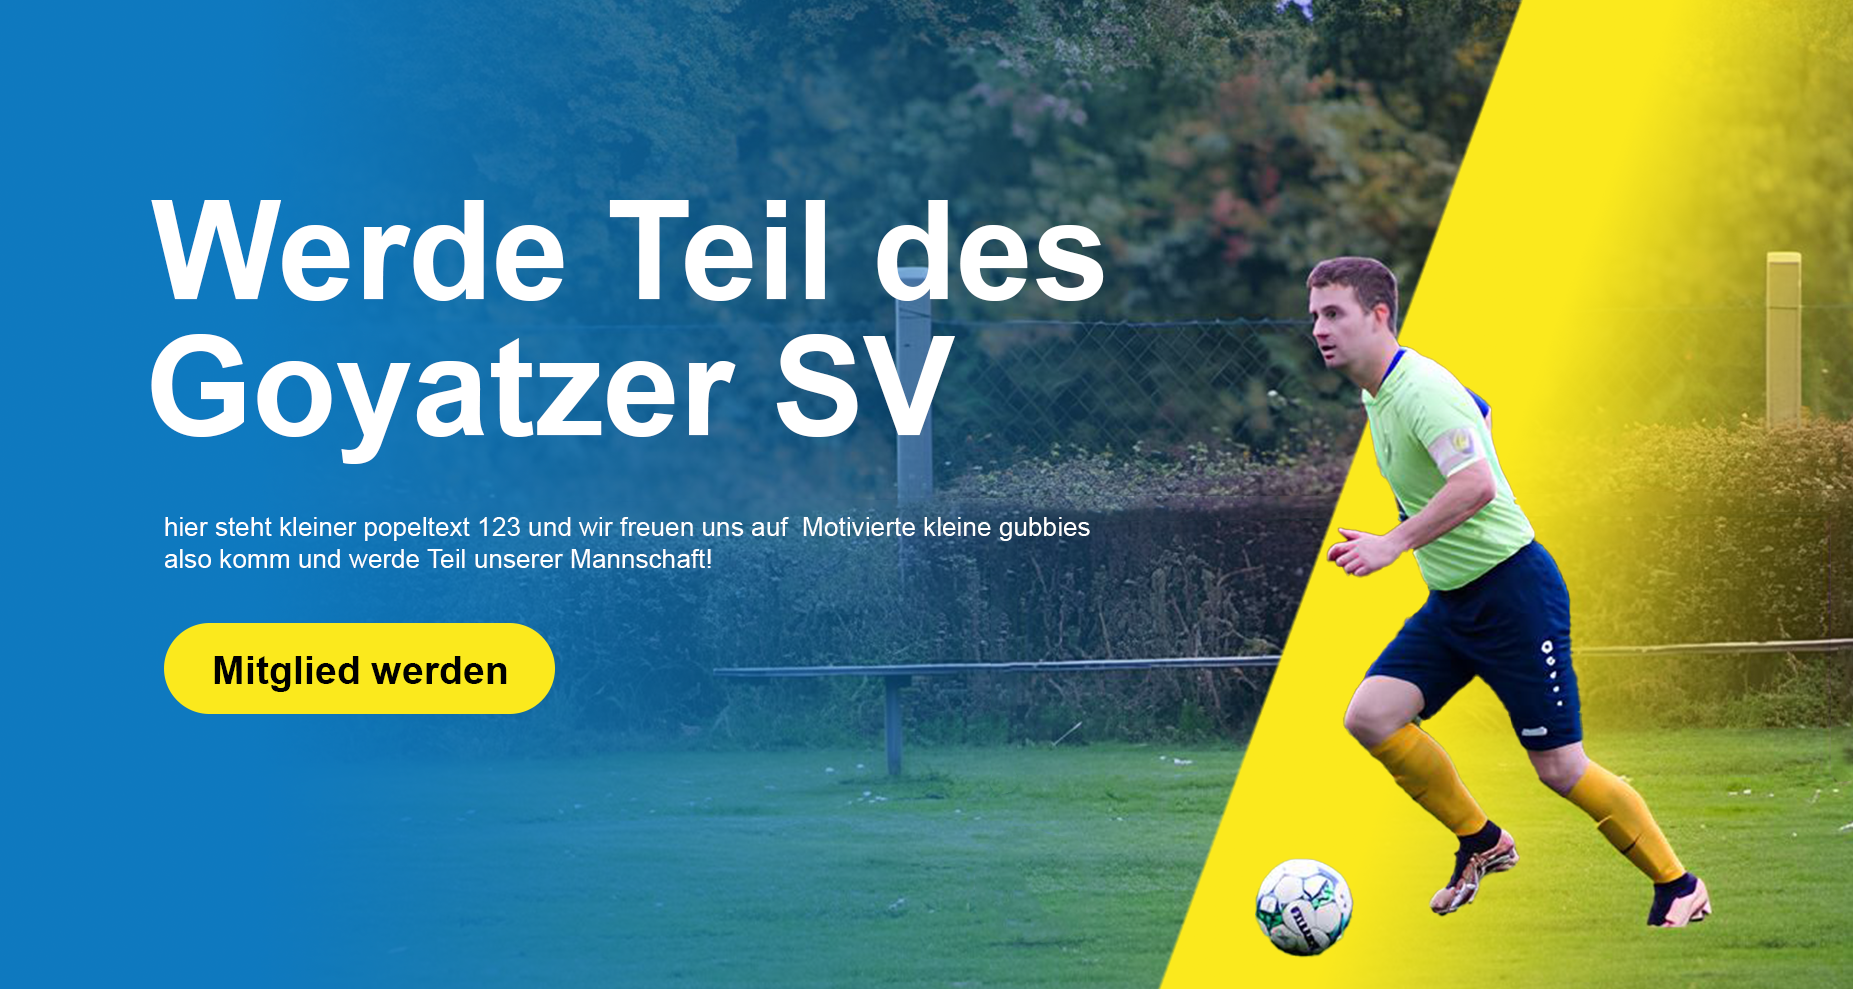 Werde Teil des
Goyatzer SV
hier steht kleiner popeltext 123 und wir freuen uns auf  Motivierte kleine gubbies
also komm und werde Teil unserer Mannschaft!
Mitglied werden